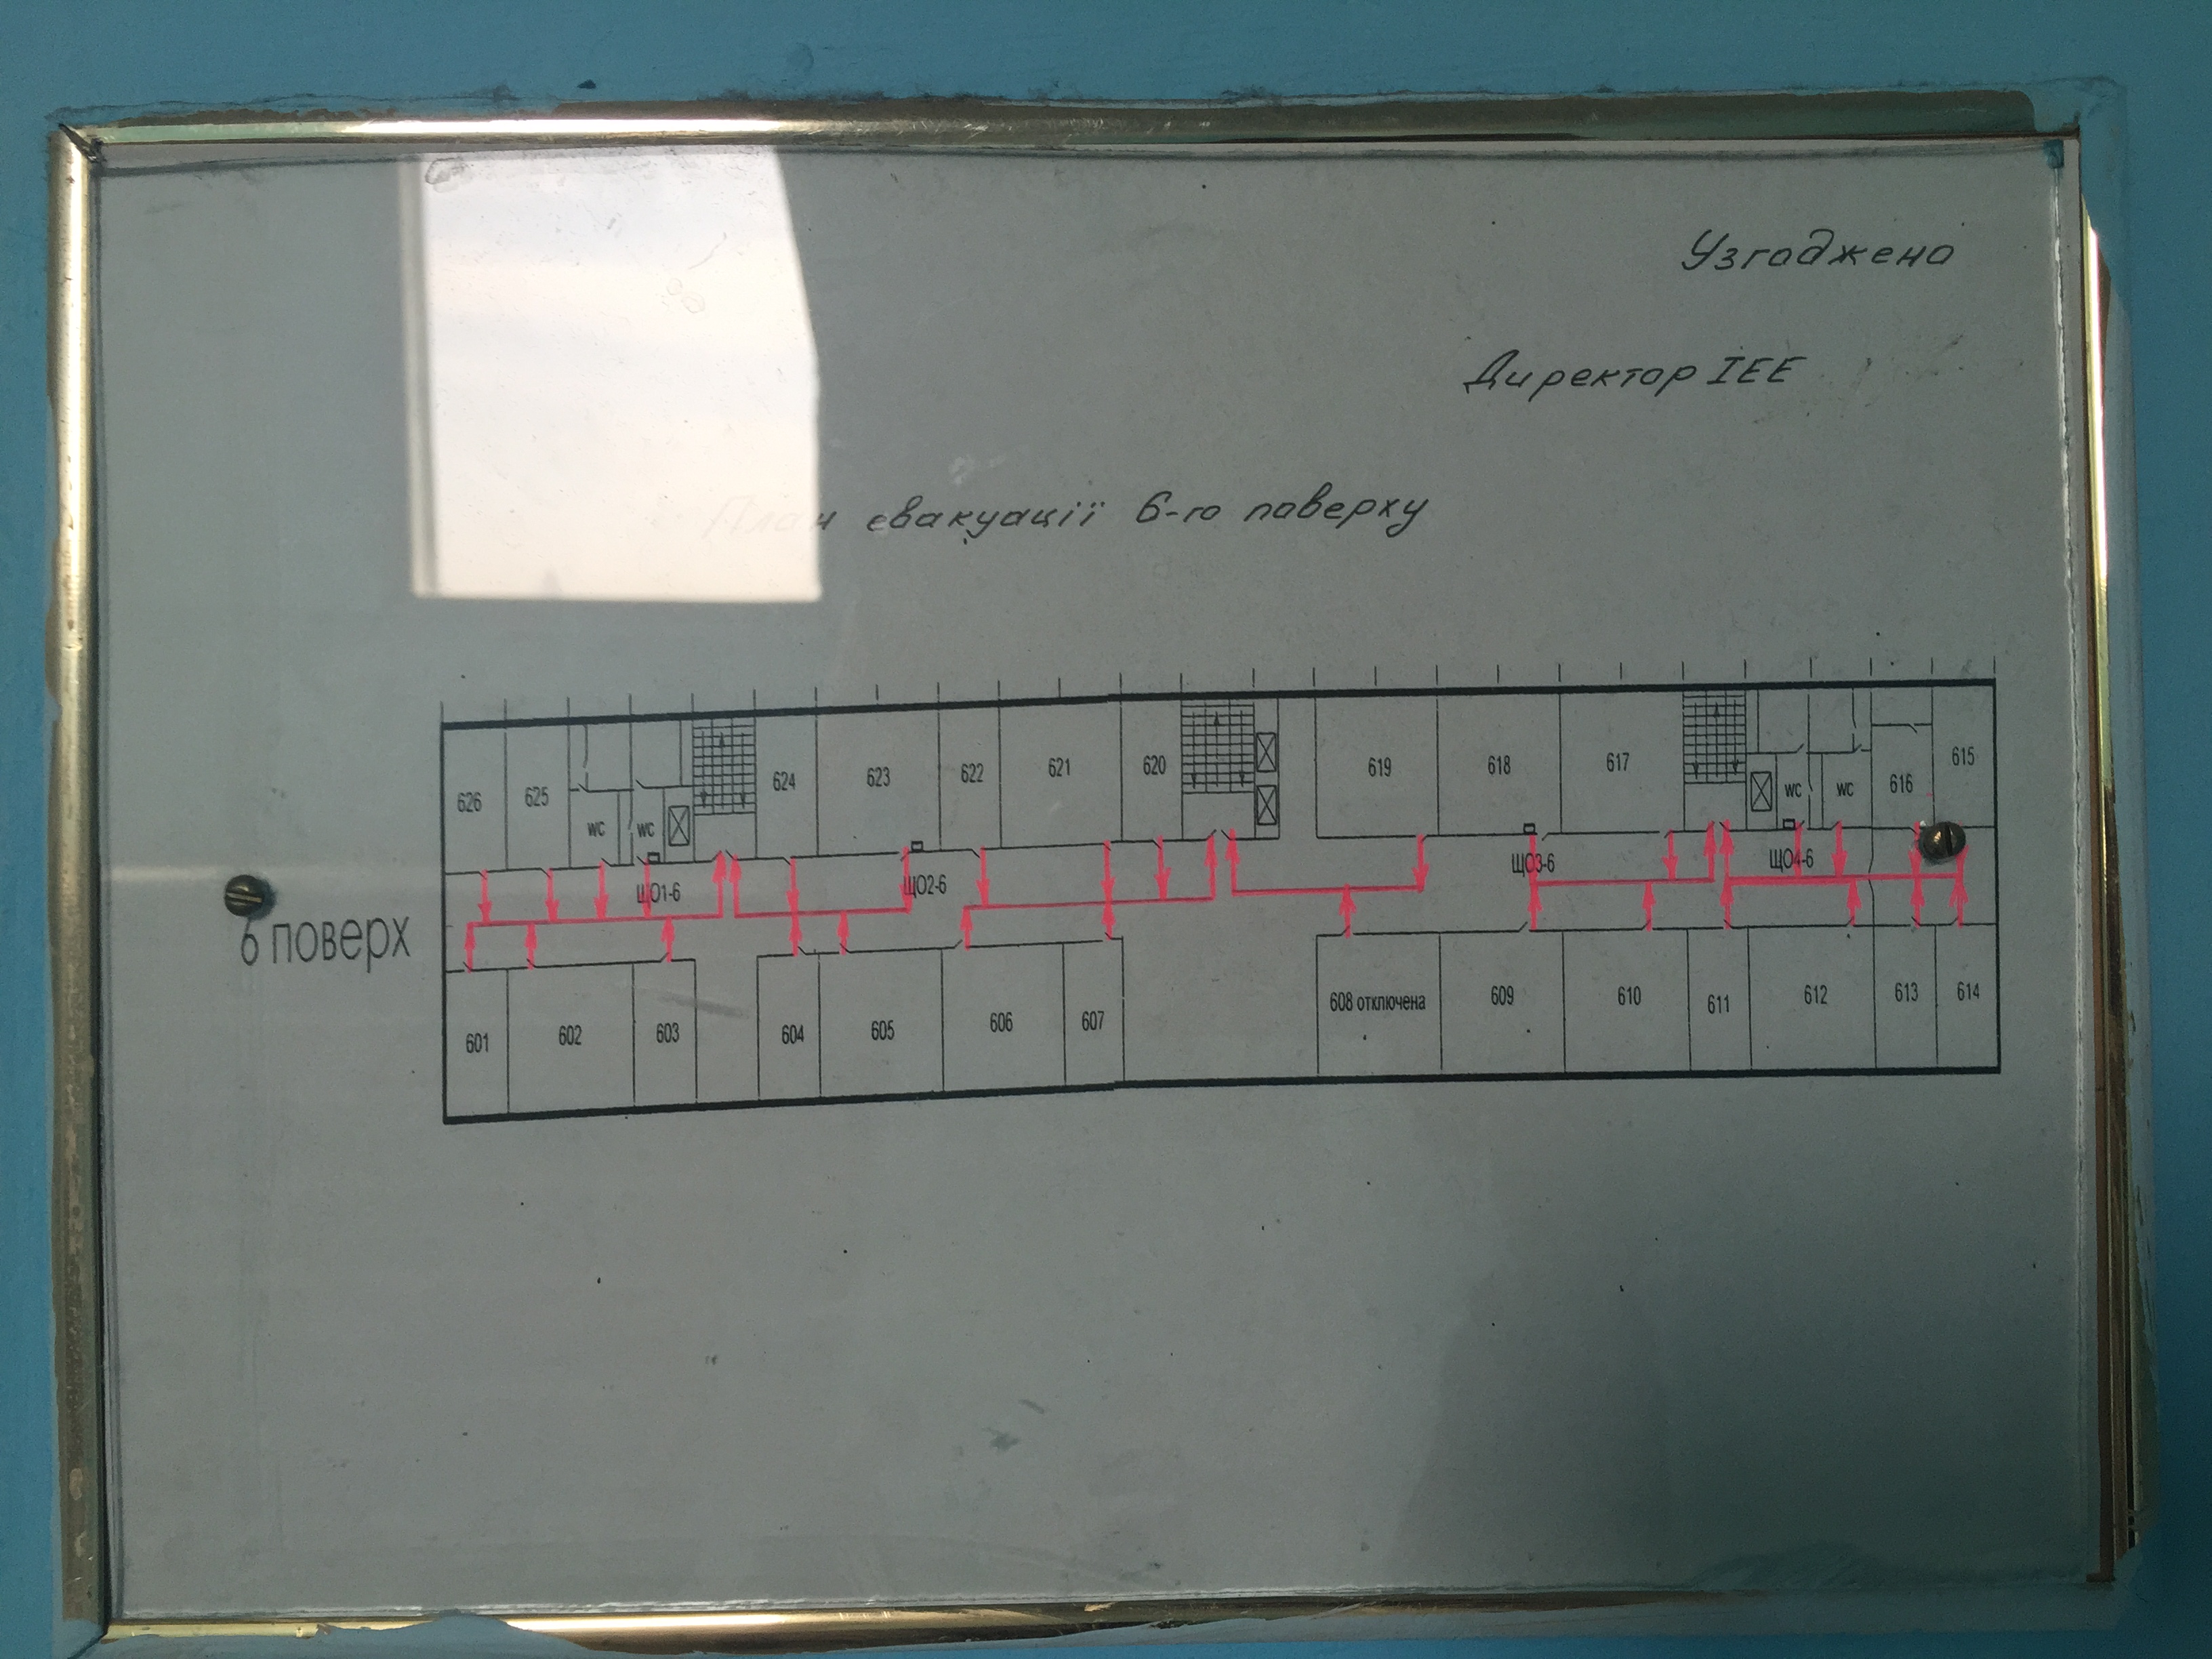 Узгоджено
Директор ІЕЕ
План евакуації 6-го поверху
6 поверх
626 625 wc wc 624 623 622 621 620 619 618 617 wc wc 616 615
ЩО1-6 ЩО2-6 ЩО3-6 ЩО4-6
601 602 603 604 605 606 607 608 отключена 609 610 611 612 613 614